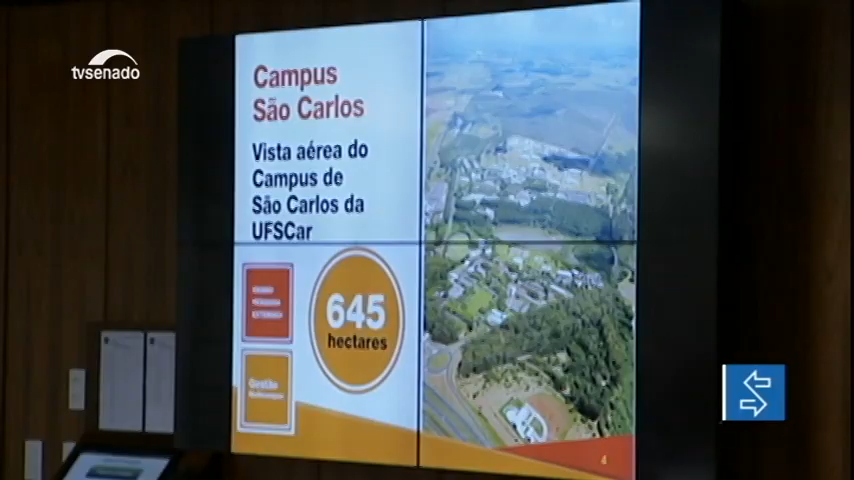 tvsenado
Campus
São Carlos
Vista aérea do
Campus de
São Carlos da
UFSCar
645
hectares
Gestão
4